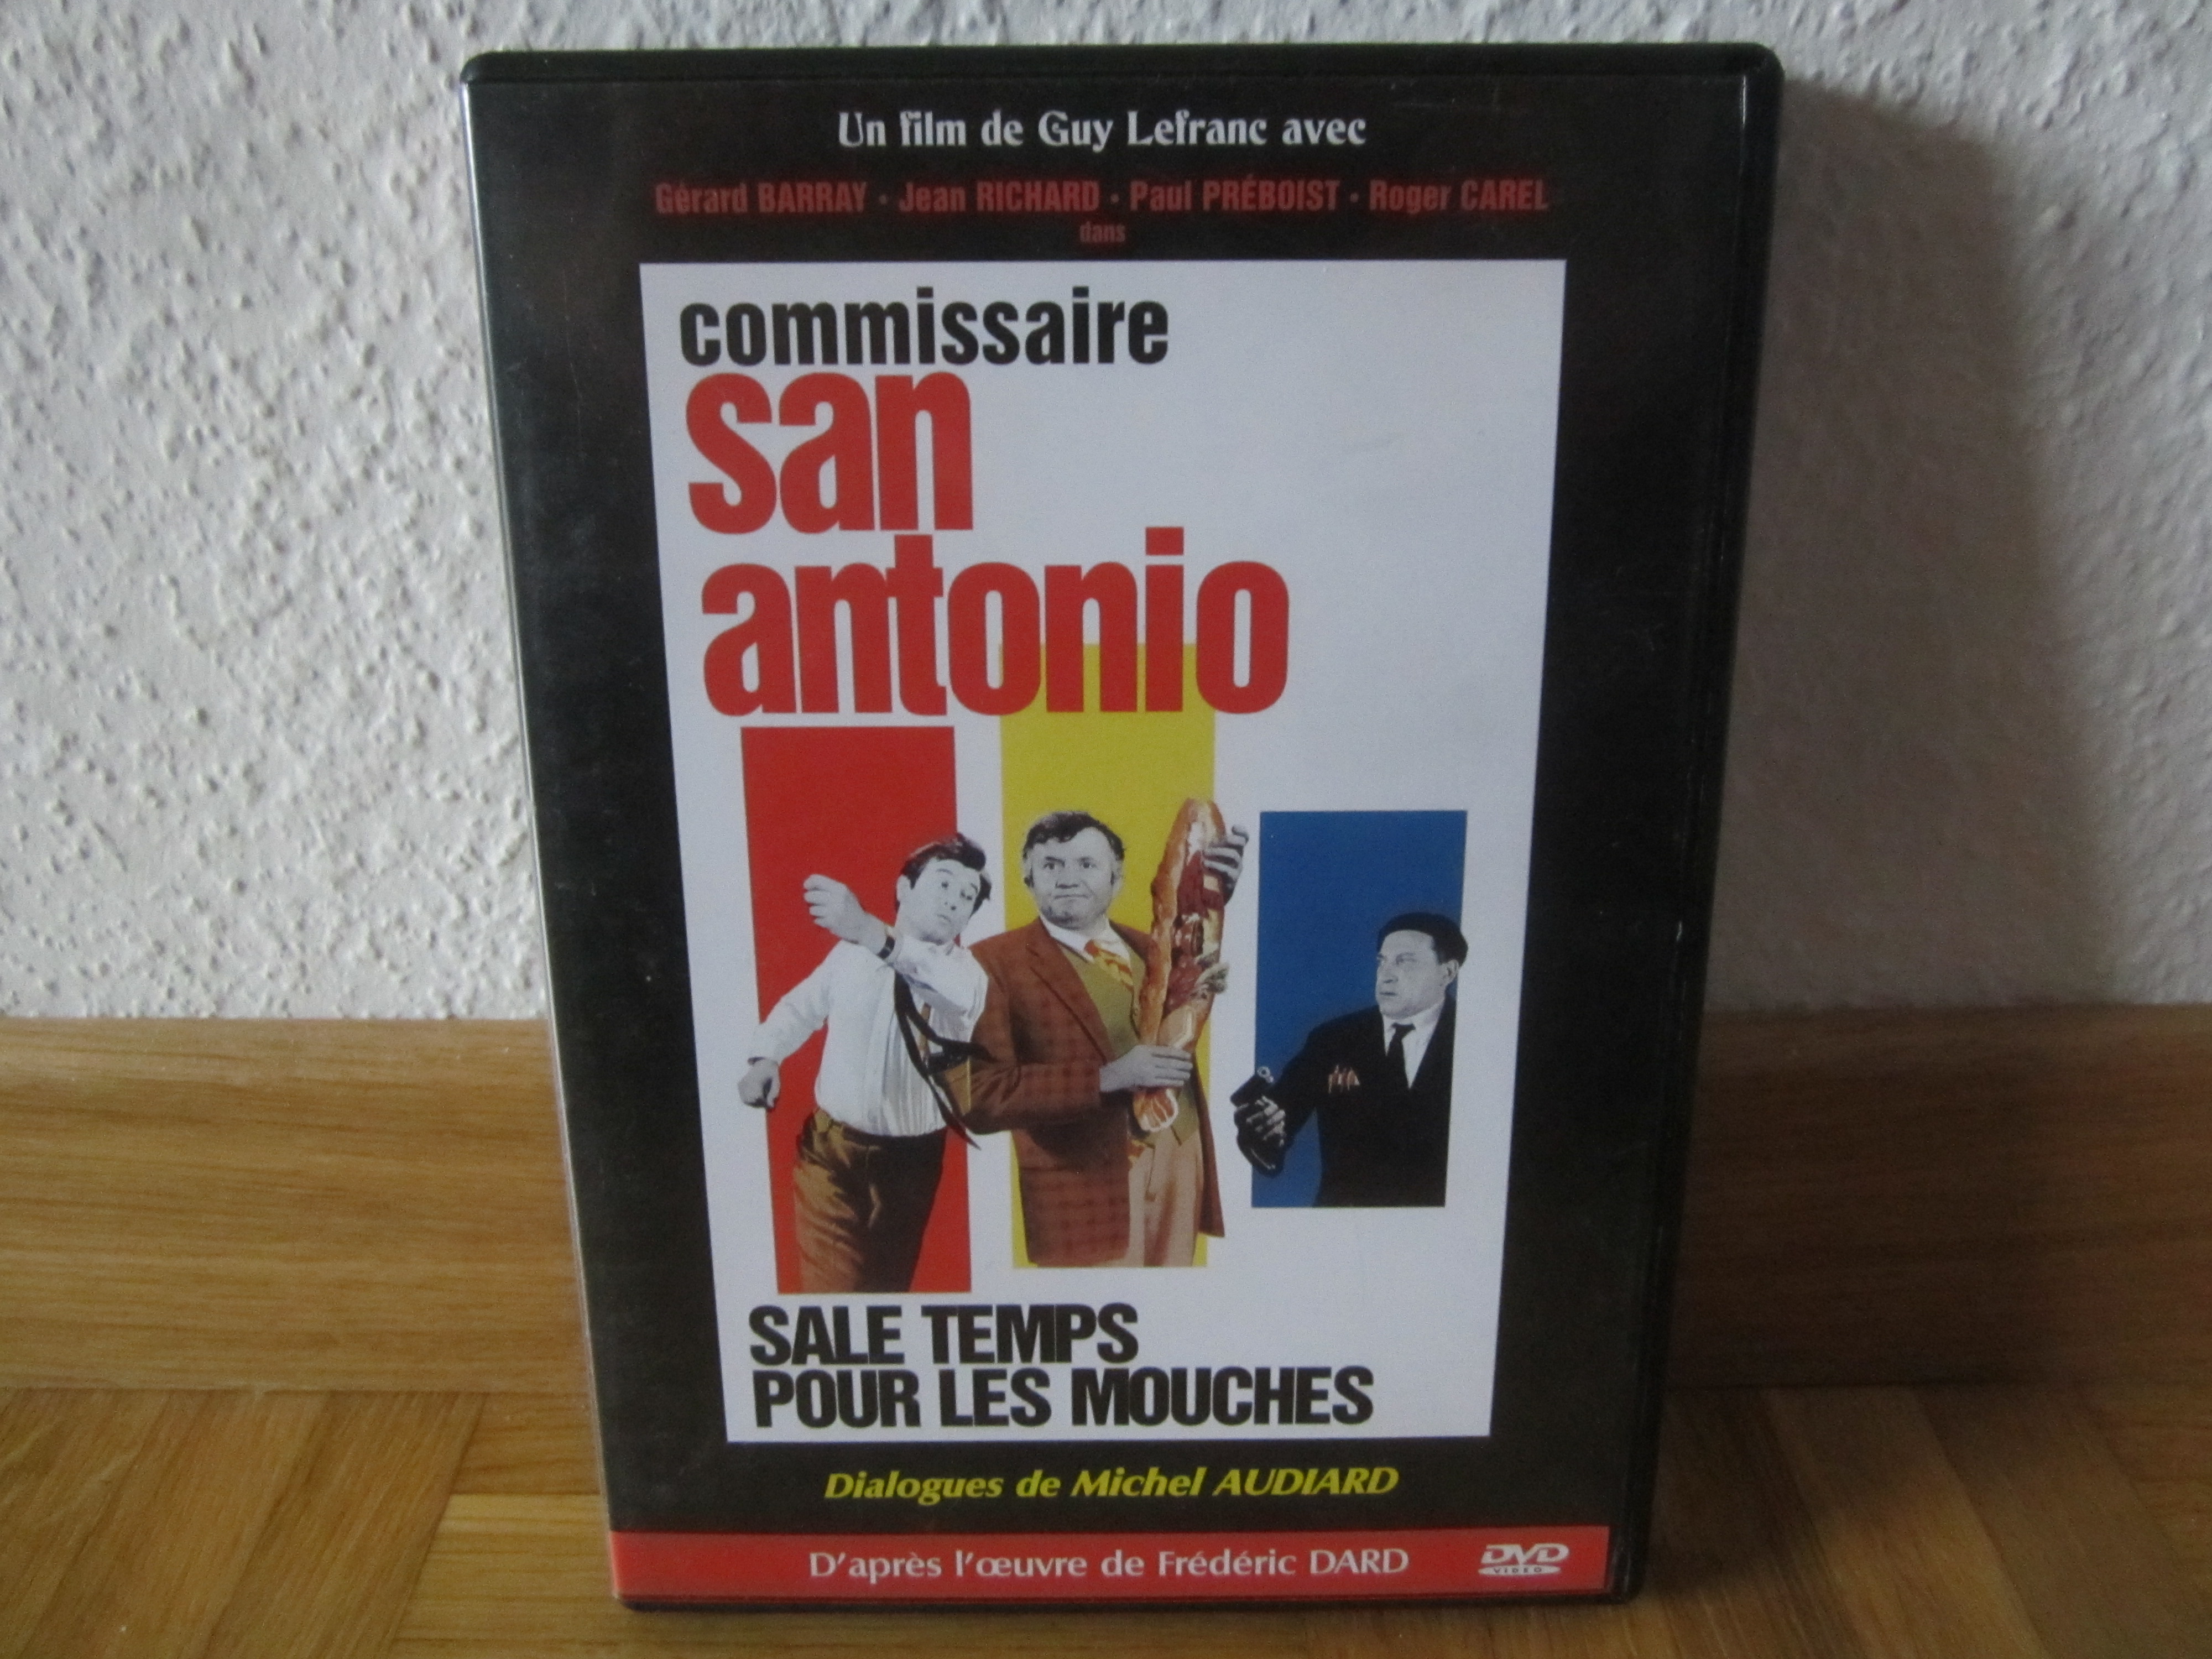 Un film de Guy Lefranc avec
Gérard BARRAY · Jean RICHARD · Paul PRÉBOIST · Roger CAREL
dans
commissaire
san
antonio
SALE TEMPS
POUR LES MOUCHES
Dialogues de Michel AUDIARD
D'après l'œuvre de Frédéric DARD
DVD
VIDEO